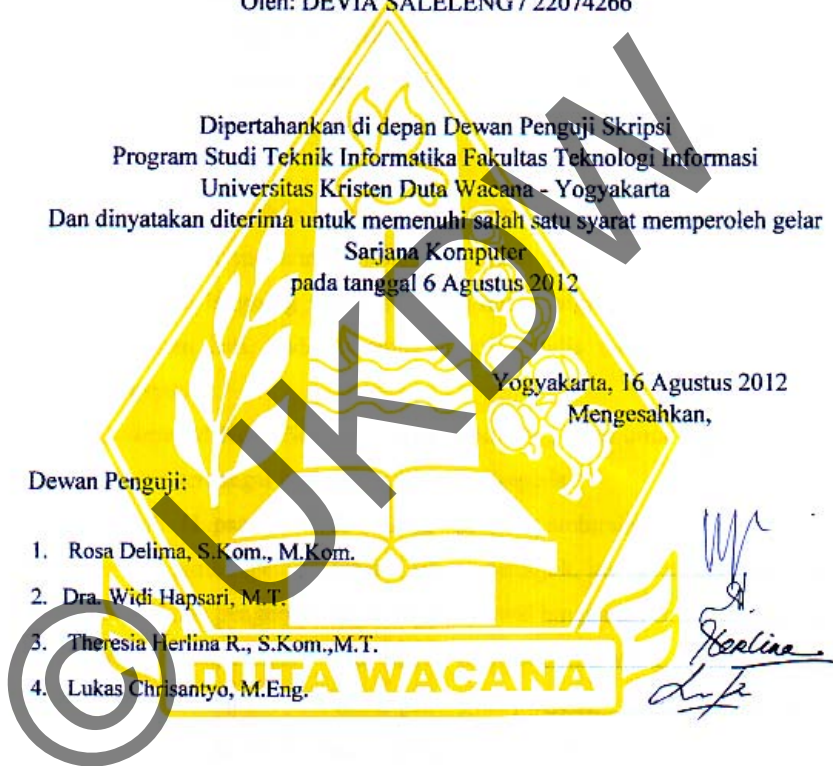 Oleh: DEVIA SALELENG / 22074266
Dipertahankan di depan Dewan Penguji Skripsi
Program Studi Teknik Informatika Fakultas Teknologi Informasi
Universitas Kristen Duta Wacana - Yogyakarta
Dan dinyatakan diterima untuk memenuhi salah satu syarat memperoleh gelar
Sarjana Komputer
pada tanggal 6 Agustus 2012
Yogyakarta, 16 Agustus 2012
Mengesahkan,
Dewan Penguji:
1. Rosa Delima, S.Kom., M.Kom.
2. Dra. Widi Hapsari, M.T.
3. Theresia Herlina R., S.Kom.,M.T.
Herlina
4. Lukas Chrisantyo, M.Eng.
DUTA WACANA
© UKDW